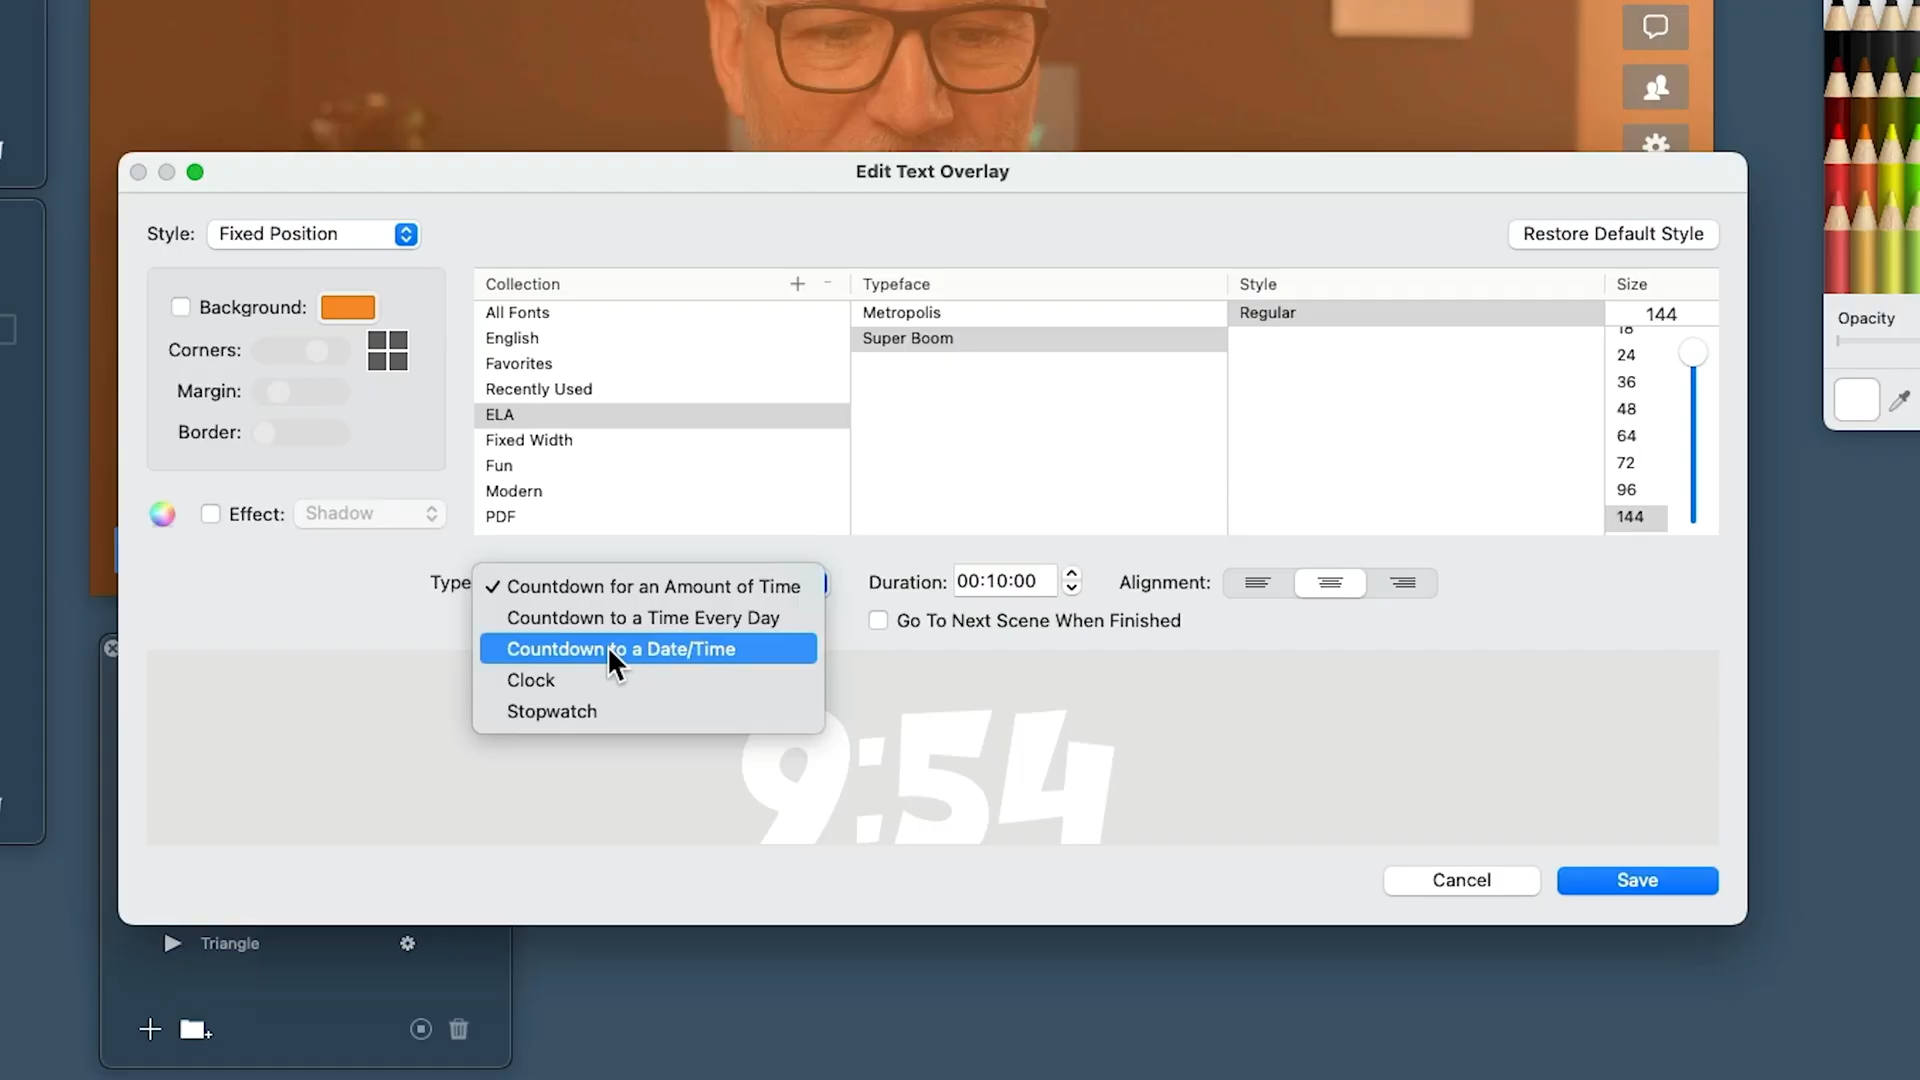 Edit Text Overlay
Style: Fixed Position
Restore Default Style
Background:
Corners:
Margin:
Border:
Effect: Shadow
Collection + -
All Fonts
English
Favorites
Recently Used
ELA
Fixed Width
Fun
Modern
PDF
Typeface
Metropolis
Super Boom
Style
Regular
Size
144
18
24
36
48
64
72
96
144
Opacity
Type
✓ Countdown for an Amount of Time
Countdown to a Time Every Day
Countdown to a Date/Time
Clock
Stopwatch
Duration: 00:10:00
Alignment:
Go To Next Scene When Finished
9:54
Cancel
Save
Triangle